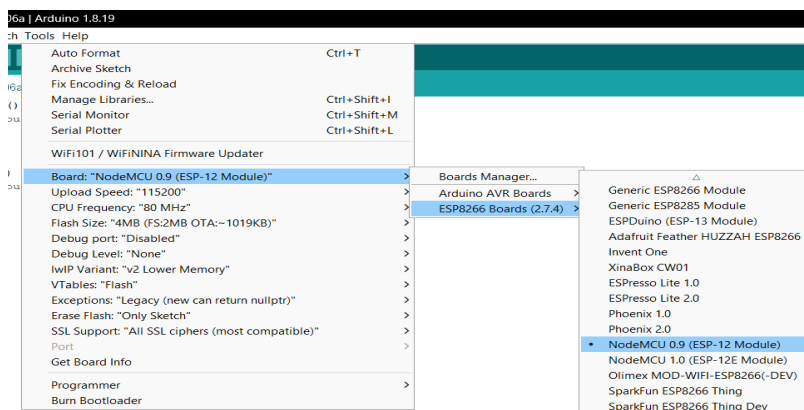 06a | Arduino 1.8.19
ch Tools Help
Auto Format Ctrl+T
Archive Sketch
Fix Encoding & Reload
Manage Libraries... Ctrl+Shift+I
Serial Monitor Ctrl+Shift+M
Serial Plotter Ctrl+Shift+L
WiFi101 / WiFiNINA Firmware Updater
Board: "NodeMCU 0.9 (ESP-12 Module)"
Upload Speed: "115200"
CPU Frequency: "80 MHz"
Flash Size: "4MB (FS:2MB OTA:~1019KB)"
Debug port: "Disabled"
Debug Level: "None"
lwIP Variant: "v2 Lower Memory"
VTables: "Flash"
Exceptions: "Legacy (new can return nullptr)"
Erase Flash: "Only Sketch"
SSL Support: "All SSL ciphers (most compatible)"
Port
Get Board Info
Programmer
Burn Bootloader
Boards Manager...
Arduino AVR Boards
ESP8266 Boards (2.7.4)
Generic ESP8266 Module
Generic ESP8285 Module
ESPDuino (ESP-13 Module)
Adafruit Feather HUZZAH ESP8266
Invent One
XinaBox CW01
ESPresso Lite 1.0
ESPresso Lite 2.0
Phoenix 1.0
Phoenix 2.0
NodeMCU 0.9 (ESP-12 Module)
NodeMCU 1.0 (ESP-12E Module)
Olimex MOD-WIFI-ESP8266(-DEV)
SparkFun ESP8266 Thing
SparkFun ESP8266 Thing Dev